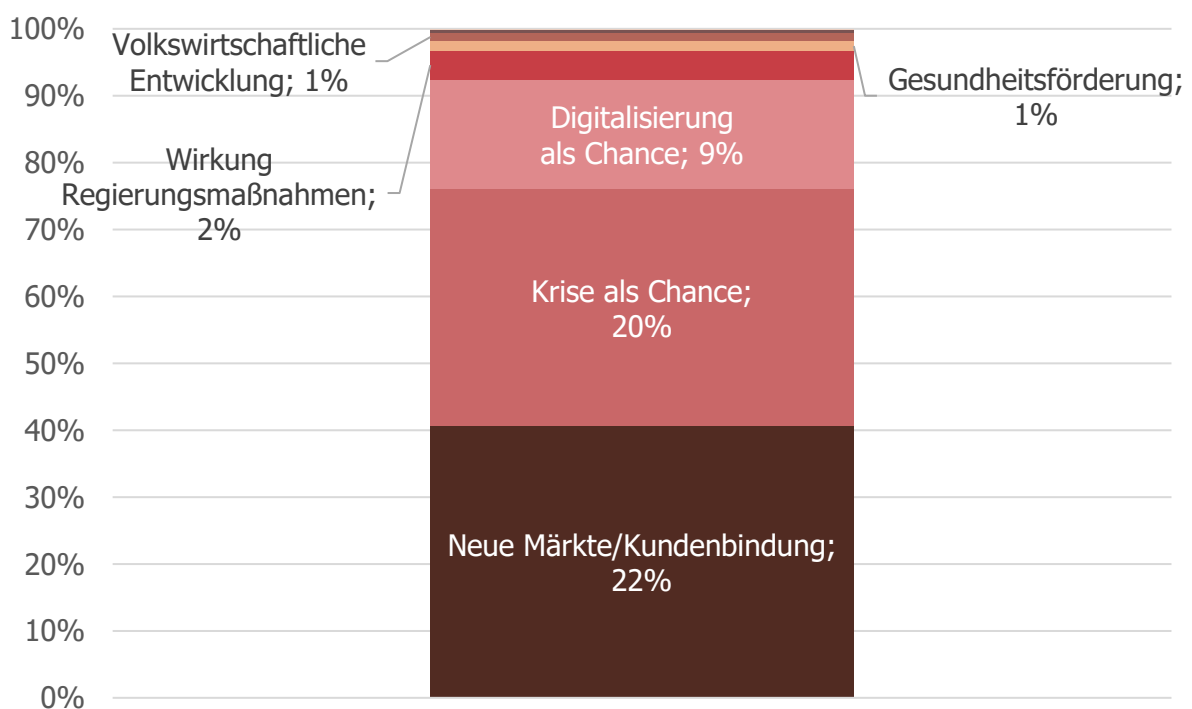 100%
90%
80%
70%
60%
50%
40%
30%
20%
10%
0%
Volkswirtschaftliche
Entwicklung; 1%
Gesundheitsförderung;
1%
Wirkung
Regierungsmaßnahmen;
2%
Digitalisierung
als Chance; 9%
Krise als Chance;
20%
Neue Märkte/Kundenbindung;
22%